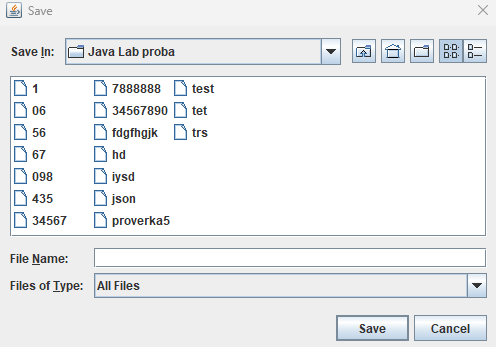 Save
Save In: Java Lab proba
1 7888888 test
06 34567890 tet
56 fdgfhgjk trs
67 hd
098 iysd
435 json
34567 proverka5
File Name:
Files of Type: All Files
Save Cancel